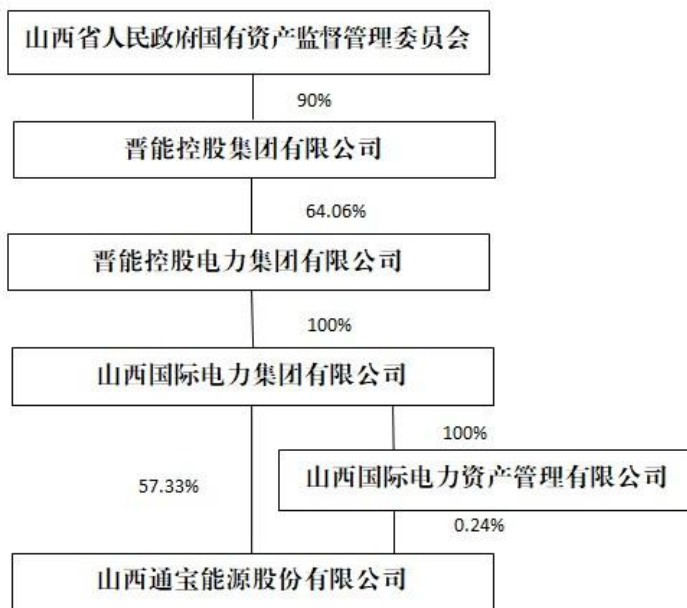 山西省人民政府国有资产监督管理委员会
90%
晋能控股集团有限公司
64.06%
晋能控股电力集团有限公司
100%
山西国际电力集团有限公司
100%
山西国际电力资产管理有限公司
57.33%
0.24%
山西通宝能源股份有限公司